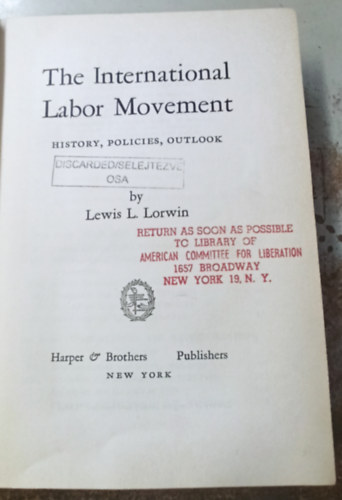 The International
Labor Movement
HISTORY, POLICIES, OUTLOOK
DISCARDED/SELEJTEZVE
OSA
by
Lewis L. Lorwin
RETURN AS SOON AS POSSIBLE
TO LIBRARY OF
AMERICAN COMMITTEE FOR LIBERATION
1657 BROADWAY
NEW YORK 19, N. Y.
Harper & Brothers Publishers
NEW YORK